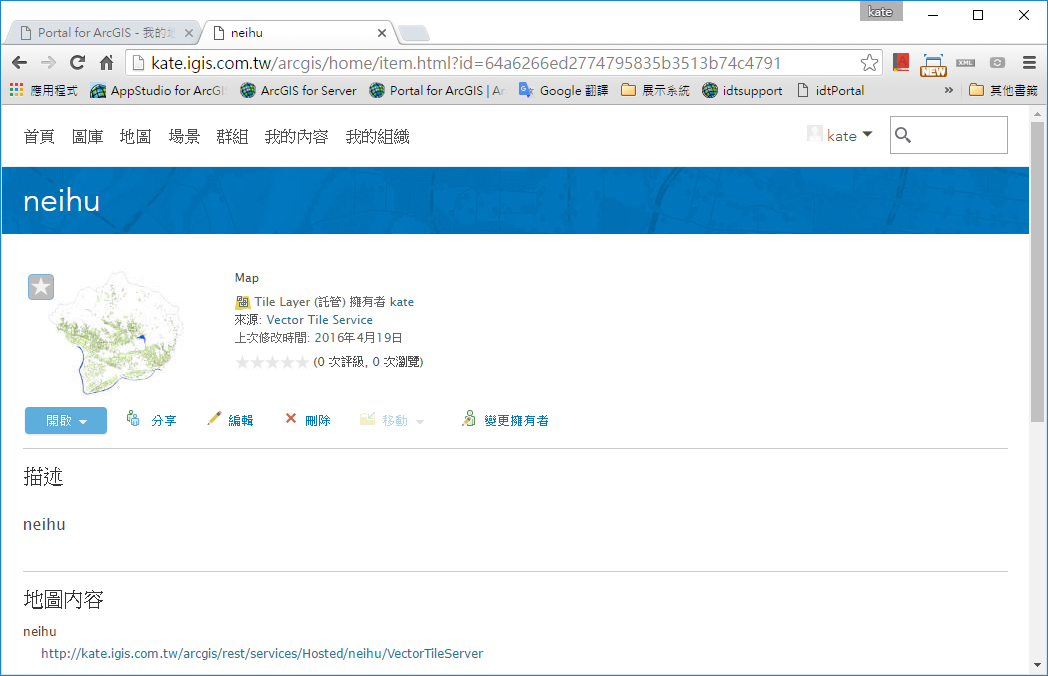 kate
Portal for ArcGIS - 我的地
neihu
kate.igis.com.tw/arcgis/home/item.html?id=64a6266ed2774795835b3513b74c4791
NEW
XML
應用程式 AppStudio for ArcGI ArcGIS for Server Portal for ArcGIS | Ar Google 翻譯 展示系統 idtsupport idtPortal » 其他書籤
首頁 圖庫 地圖 場景 群組 我的內容 我的組織 kate
neihu
Map
Tile Layer (託管) 擁有者 kate
來源: Vector Tile Service
上次修改時間: 2016年4月19日
(0 次評級, 0 次瀏覽)
開啟 分享 編輯 刪除 移動 變更擁有者
描述
neihu
地圖內容
neihu
http://kate.igis.com.tw/arcgis/rest/services/Hosted/neihu/VectorTileServer